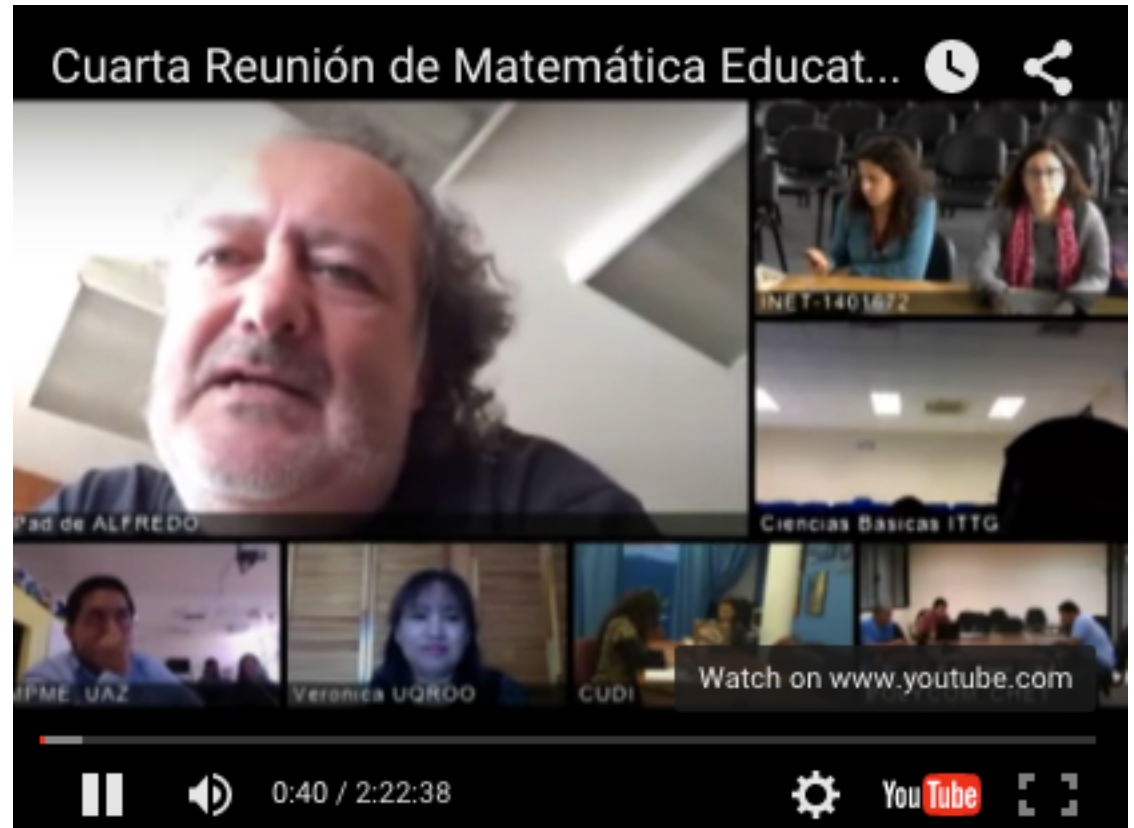 Cuarta Reunión de Matemática Educat...
INET-1401672
Pad de ALFREDO
Ciencias Basicas ITTG
MPME UAZ
Veronica UQROO
CUDI
Watch on www.youtube.com
0:40 / 2:22:38
YouTube